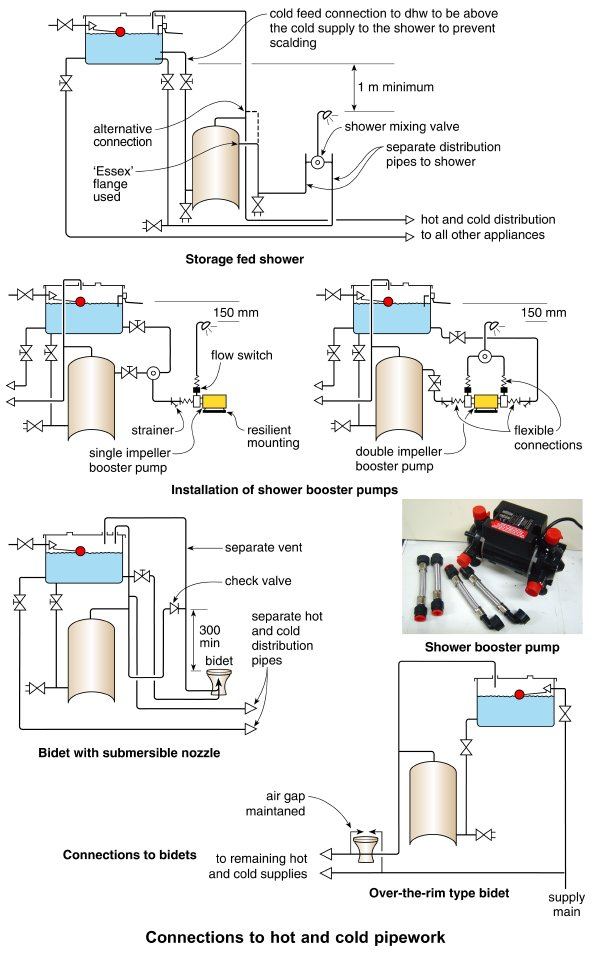 cold feed connection to dhw to be above
the cold supply to the shower to prevent
scalding
1 m minimum
alternative
connection
shower mixing valve
separate distribution
pipes to shower
'Essex'
flange
used
hot and cold distribution
to all other appliances
Storage fed shower
150 mm
flow switch
strainer
single impeller
booster pump
resilient
mounting
150 mm
double impeller
booster pump
flexible
connections
Installation of shower booster pumps
separate vent
check valve
300
min
bidet
separate hot
and cold
distribution
pipes
Bidet with submersible nozzle
Shower booster pump
air gap
maintaned
Connections to bidets
to remaining hot
and cold supplies
Over-the-rim type bidet
supply
main
Connections to hot and cold pipework